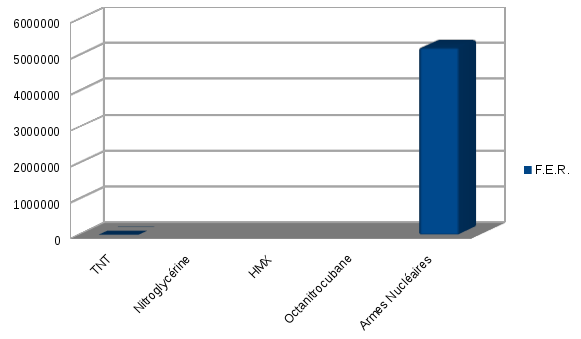 6000000
5000000
4000000
3000000
2000000
1000000
0
TNT
Nitroglycérine
HMX
Octanitrocubane
Armes Nucléaires
F.E.R.